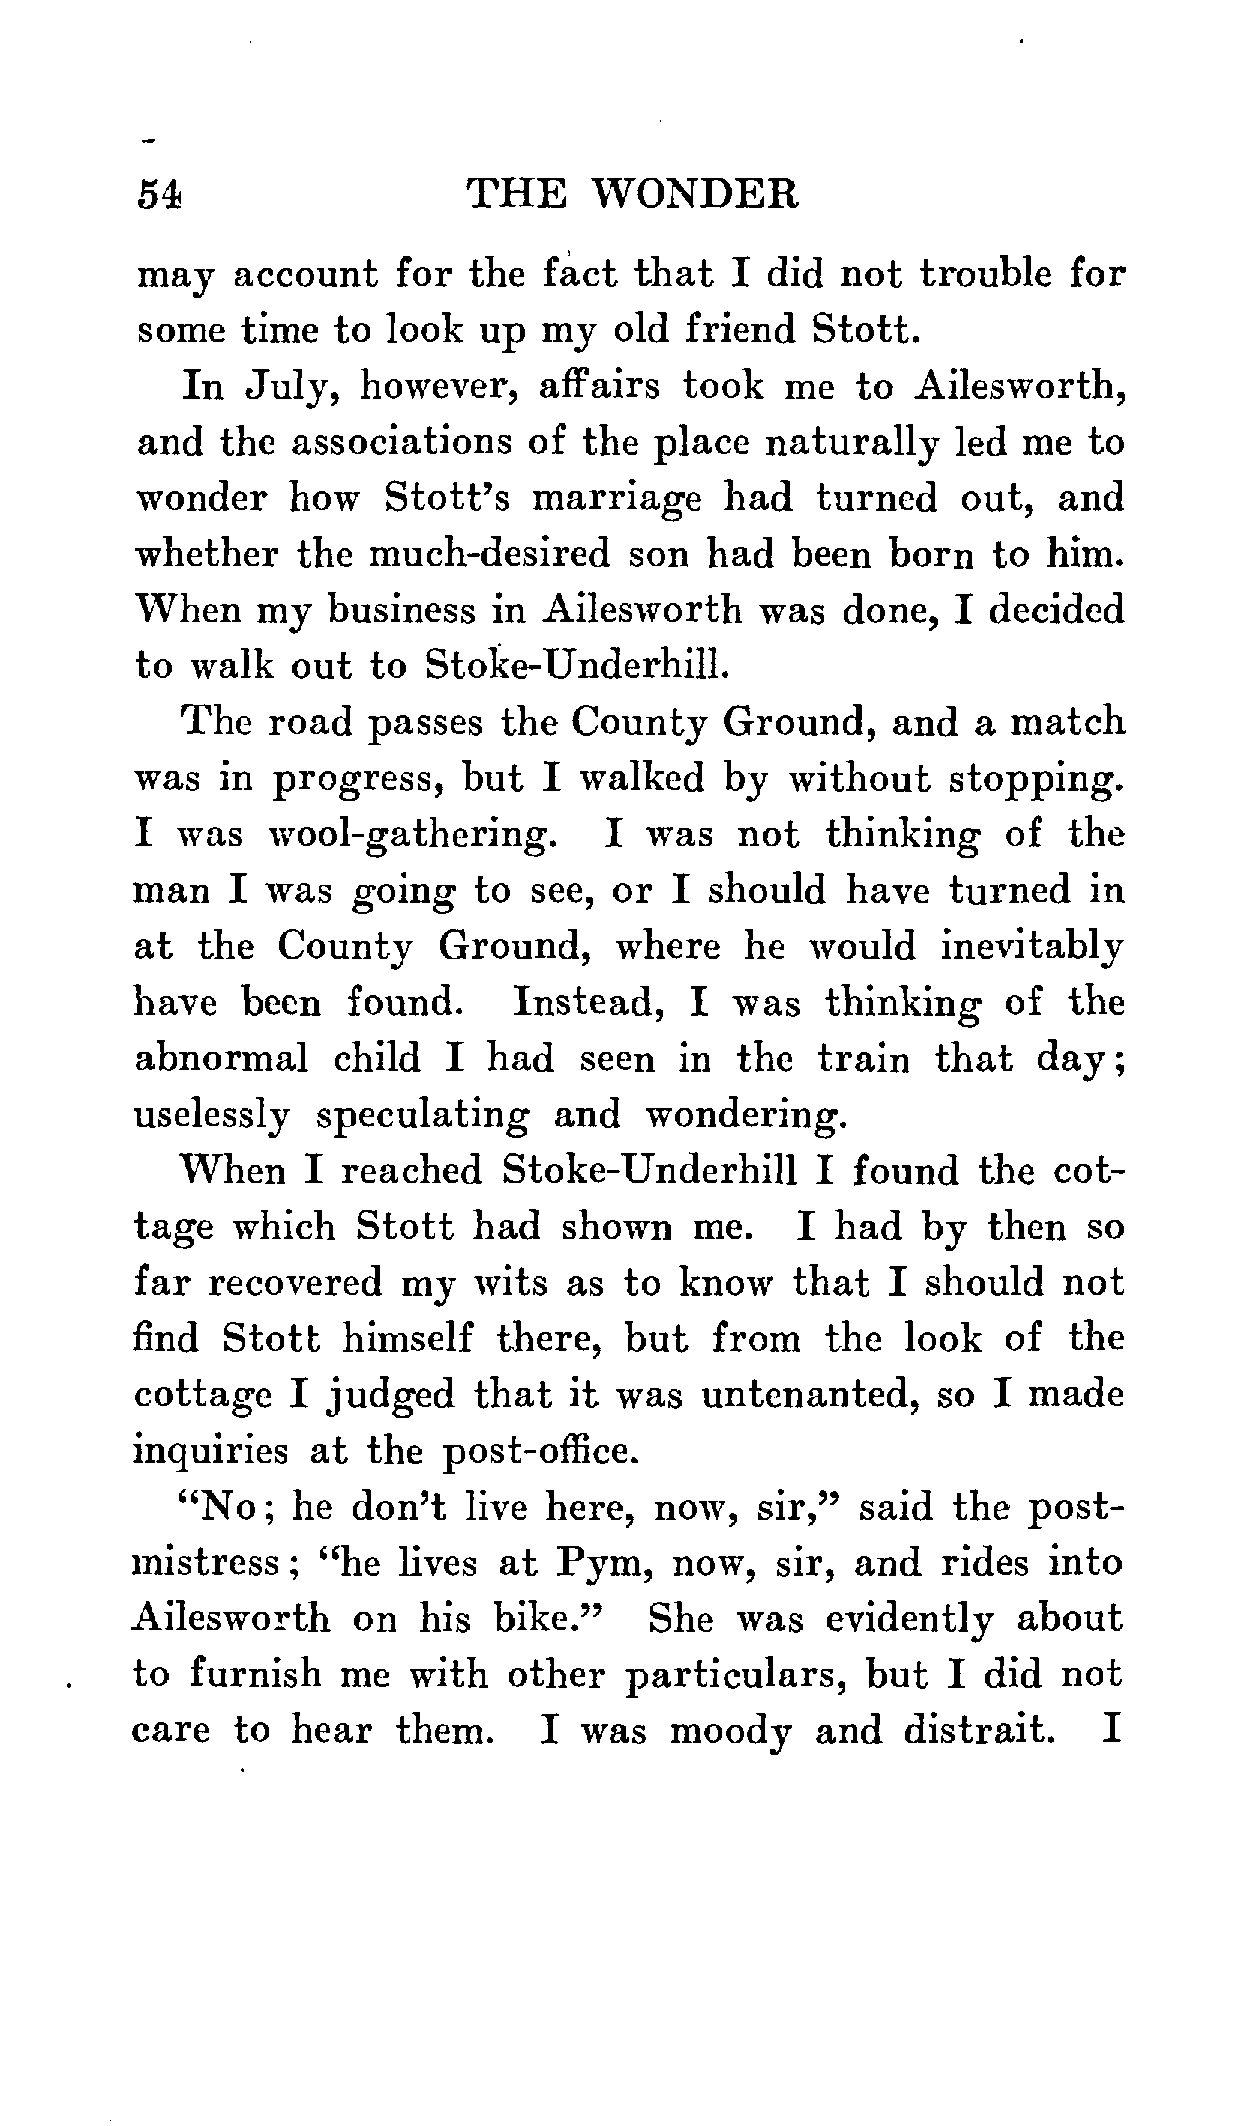 54 THE WONDER
may account for the fact that I did not trouble for
some time to look up my old friend Stott.
In July, however, affairs took me to Ailesworth,
and the associations of the place naturally led me to
wonder how Stott's marriage had turned out, and
whether the much-desired son had been born to him.
When my business in Ailesworth was done, I decided
to walk out to Stoke-Underhill.
The road passes the County Ground, and a match
was in progress, but I walked by without stopping.
I was wool-gathering. I was not thinking of the
man I was going to see, or I should have turned in
at the County Ground, where he would inevitably
have been found. Instead, I was thinking of the
abnormal child I had seen in the train that day;
uselessly speculating and wondering.
When I reached Stoke-Underhill I found the cot-
tage which Stott had shown me. I had by then so
far recovered my wits as to know that I should not
find Stott himself there, but from the look of the
cottage I judged that it was untenanted, so I made
inquiries at the post-office.
"No; he don't live here, now, sir," said the post-
mistress; "he lives at Pym, now, sir, and rides into
Ailesworth on his bike." She was evidently about
to furnish me with other particulars, but I did not
care to hear them. I was moody and distrait. I